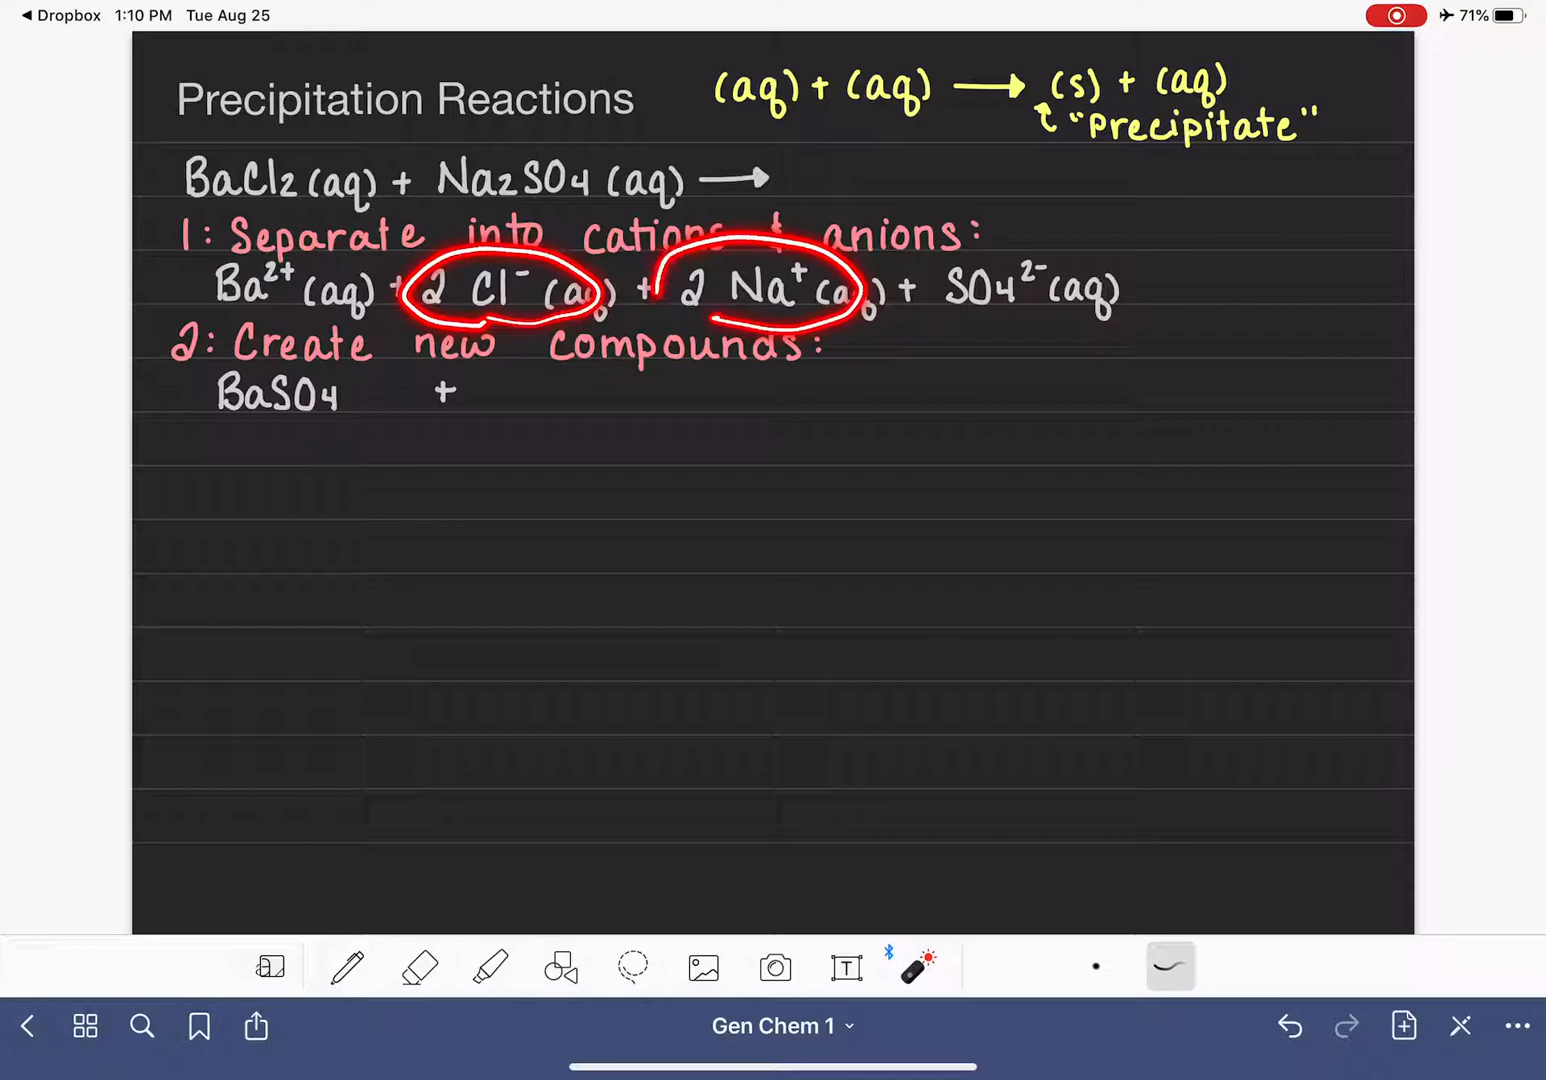 Dropbox 1:10 PM Tue Aug 25 71%
Precipitation Reactions (aq) + (aq) ⟶ (s) + (aq)
"Precipitate"
BaCl2 (aq) + Na2SO4 (aq) ⟶
1: Separate into cations & anions:
Ba²⁺ (aq) + 2 Cl⁻ (aq) + 2 Na⁺ (aq) + SO4²⁻ (aq)
2: Create new compounds:
BaSO4 +
T
Gen Chem 1